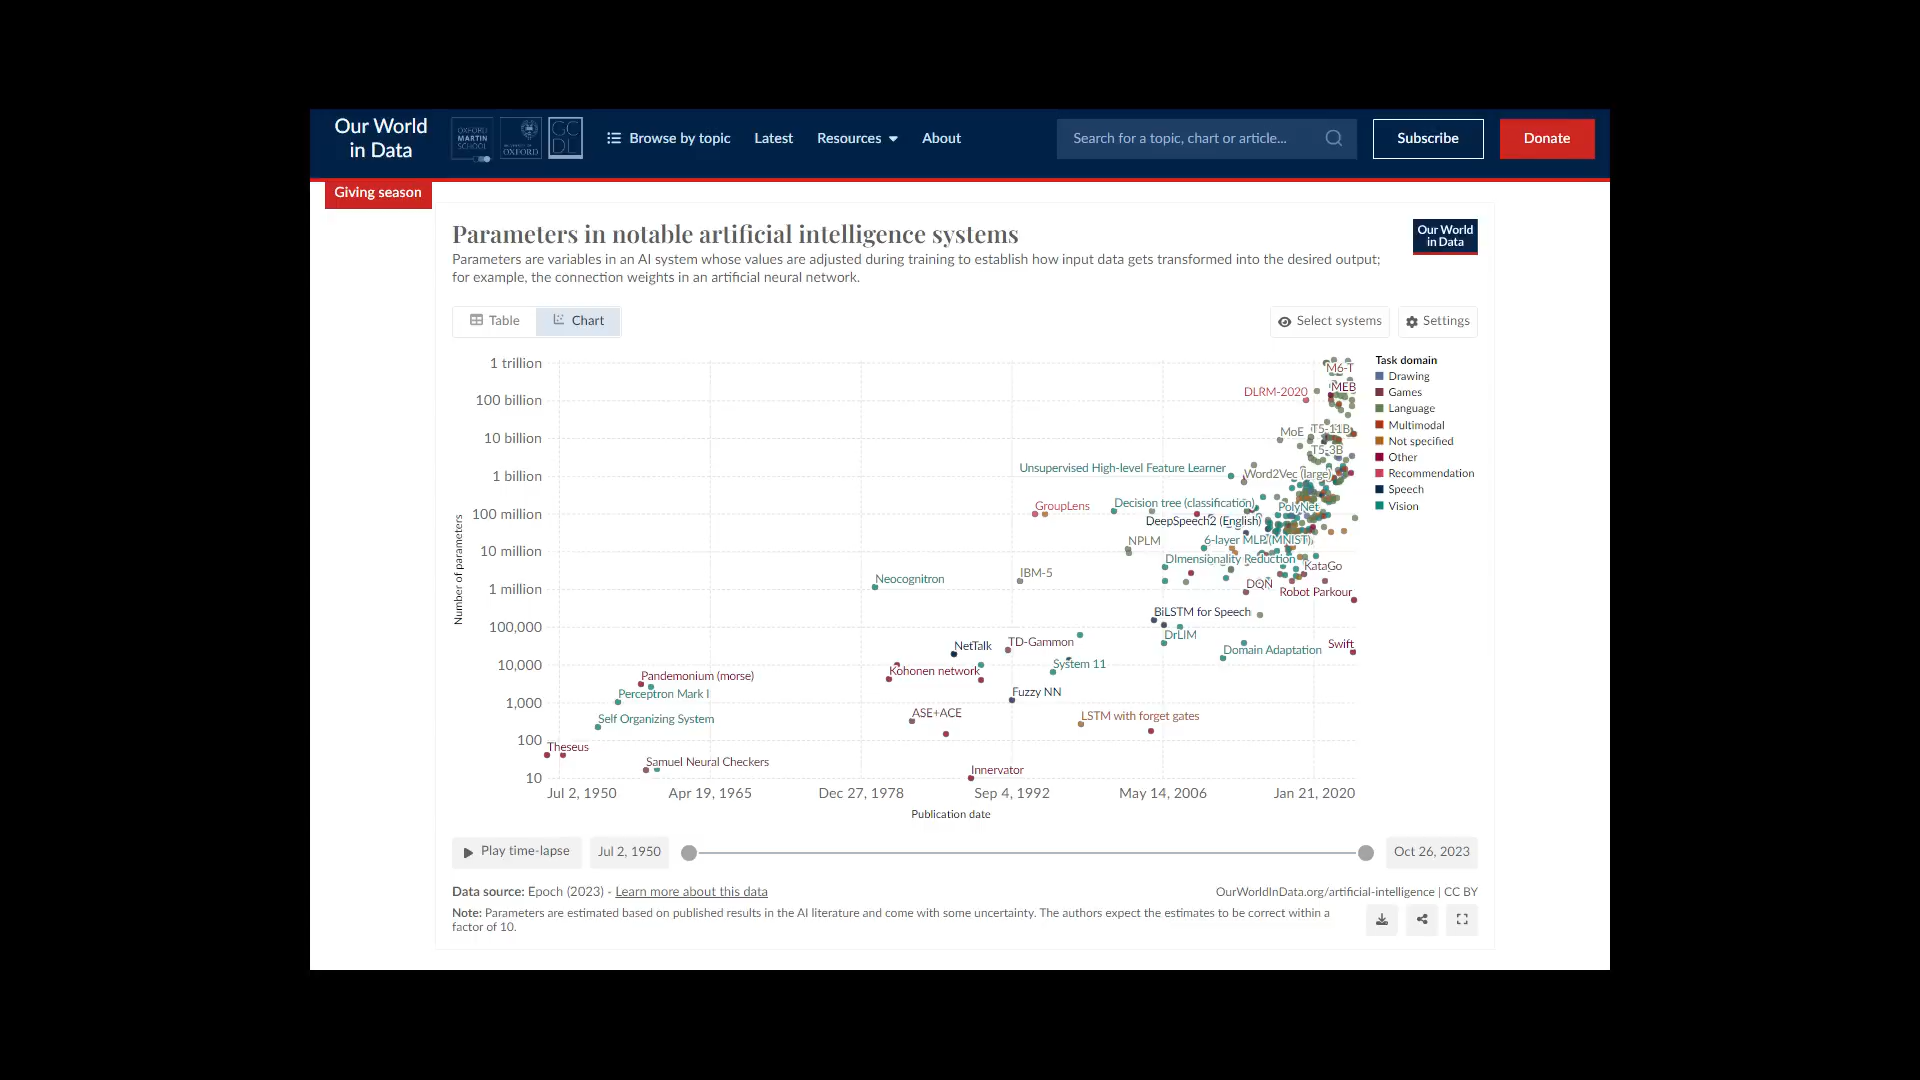 Our World
in Data
OXFORD
MARTIN
SCHOOL
UNIVERSITY OF
OXFORD
GC
DL
Browse by topic
Latest
Resources
About
Search for a topic, chart or article...
Subscribe
Donate
Giving season
Parameters in notable artificial intelligence systems
Parameters are variables in an AI system whose values are adjusted during training to establish how input data gets transformed into the desired output;
for example, the connection weights in an artificial neural network.
Our World
in Data
Table
Chart
Select systems
Settings
1 trillion
100 billion
10 billion
1 billion
100 million
10 million
1 million
100,000
10,000
1,000
100
10
Number of parameters
M6-T
MEB
DLRM-2020
MoE
T5-11B
T5-3B
Unsupervised High-level Feature Learner
Word2Vec (large)
GroupLens
Decision tree (classification)
PolyNet
DeepSpeech2 (English)
NPLM
6-layer MLP (MNIST)
DImensionality Reduction
KataGo
IBM-5
Neocognitron
DQN
Robot Parkour
BiLSTM for Speech
DrLIM
NetTalk
TD-Gammon
Domain Adaptation
Swift
System 11
Kohonen network
Pandemonium (morse)
Perceptron Mark I
Fuzzy NN
ASE+ACE
LSTM with forget gates
Self Organizing System
Theseus
Samuel Neural Checkers
Innervator
Jul 2, 1950
Apr 19, 1965
Dec 27, 1978
Sep 4, 1992
May 14, 2006
Jan 21, 2020
Publication date
Task domain
Drawing
Games
Language
Multimodal
Not specified
Other
Recommendation
Speech
Vision
Play time-lapse
Jul 2, 1950
Oct 26, 2023
Data source: Epoch (2023) - Learn more about this data
OurWorldInData.org/artificial-intelligence | CC BY
Note: Parameters are estimated based on published results in the AI literature and come with some uncertainty. The authors expect the estimates to be correct within a
factor of 10.